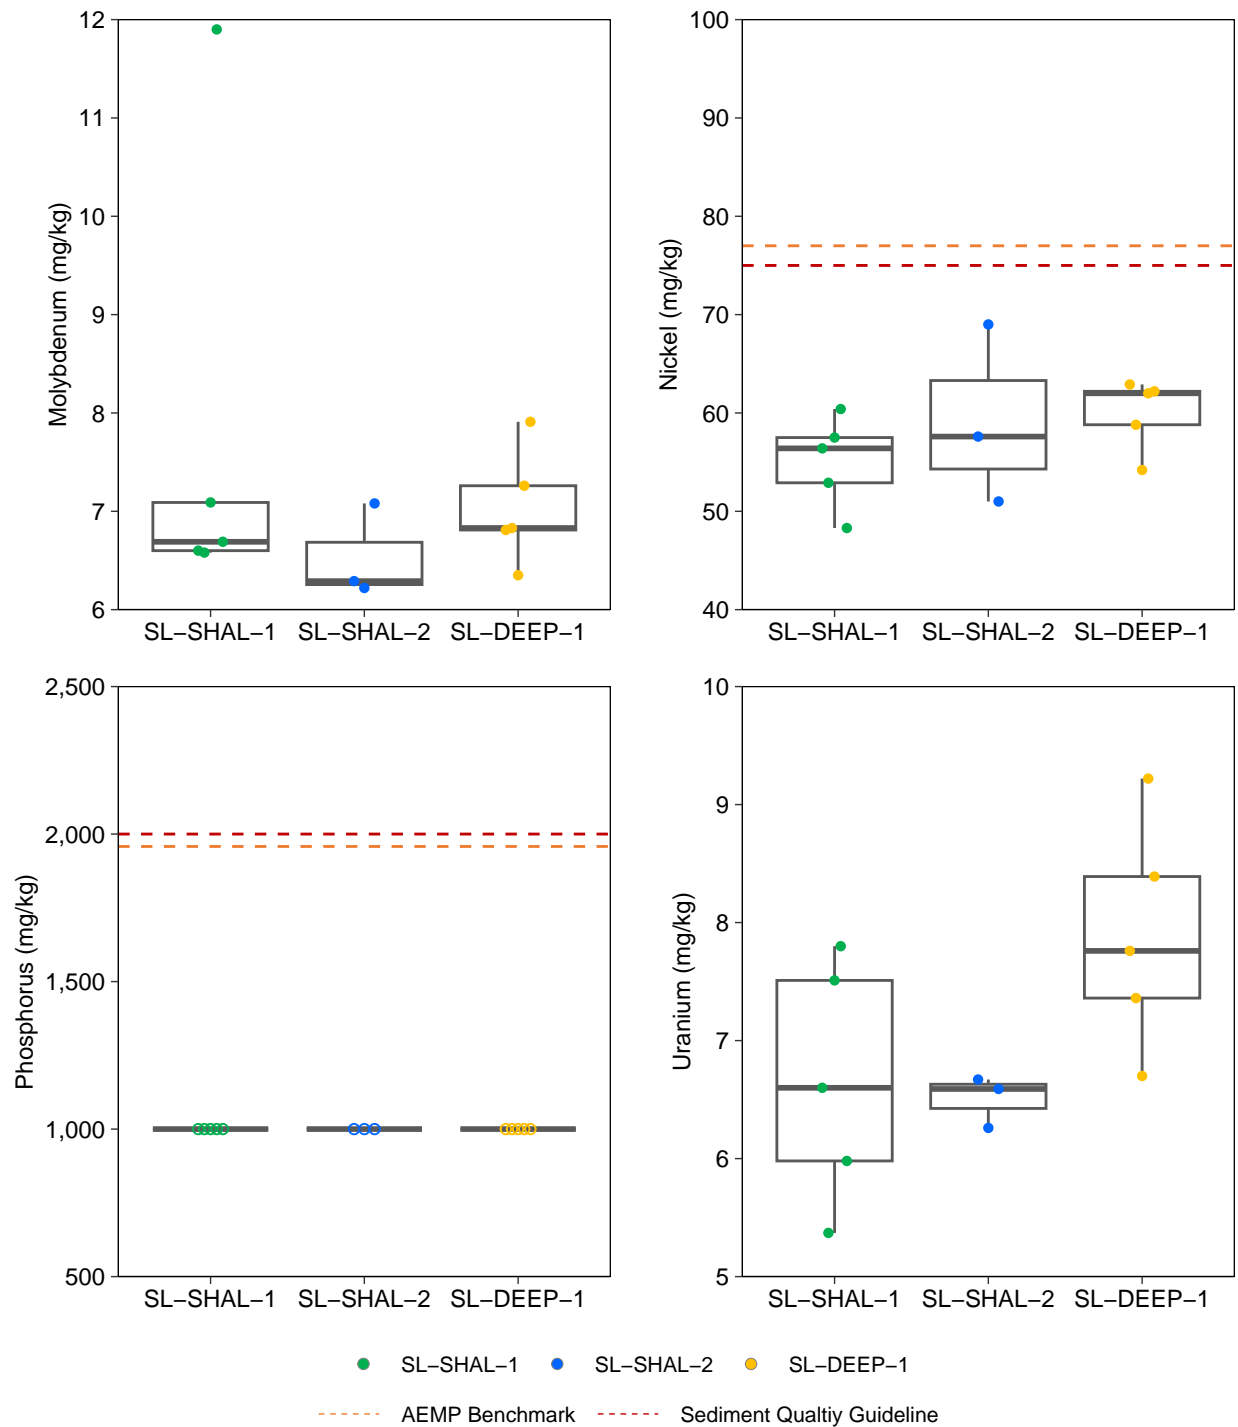 12
11
10
9
8
7
6
Molybdenum (mg/kg)
SL–SHAL–1 SL–SHAL–2 SL–DEEP–1
100
90
80
70
60
50
40
Nickel (mg/kg)
SL–SHAL–1 SL–SHAL–2 SL–DEEP–1
2,500
2,000
1,500
1,000
500
Phosphorus (mg/kg)
SL–SHAL–1 SL–SHAL–2 SL–DEEP–1
10
9
8
7
6
5
Uranium (mg/kg)
SL–SHAL–1 SL–SHAL–2 SL–DEEP–1
SL–SHAL–1 SL–SHAL–2 SL–DEEP–1
AEMP Benchmark Sediment Qualtiy Guideline